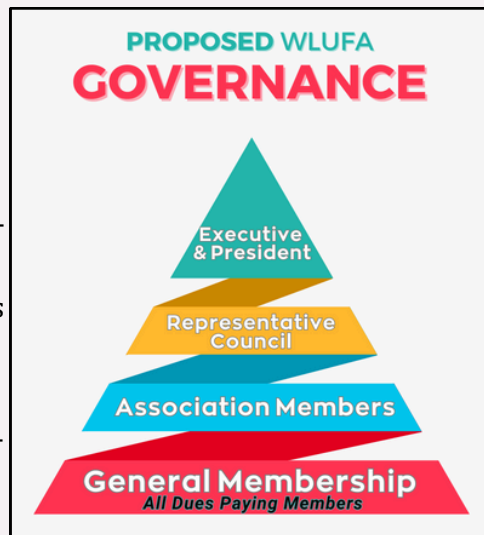 PROPOSED WLUFA
GOVERNANCE
Executive
& President
Representative
Council
Association Members
General Membership
All Dues Paying Members